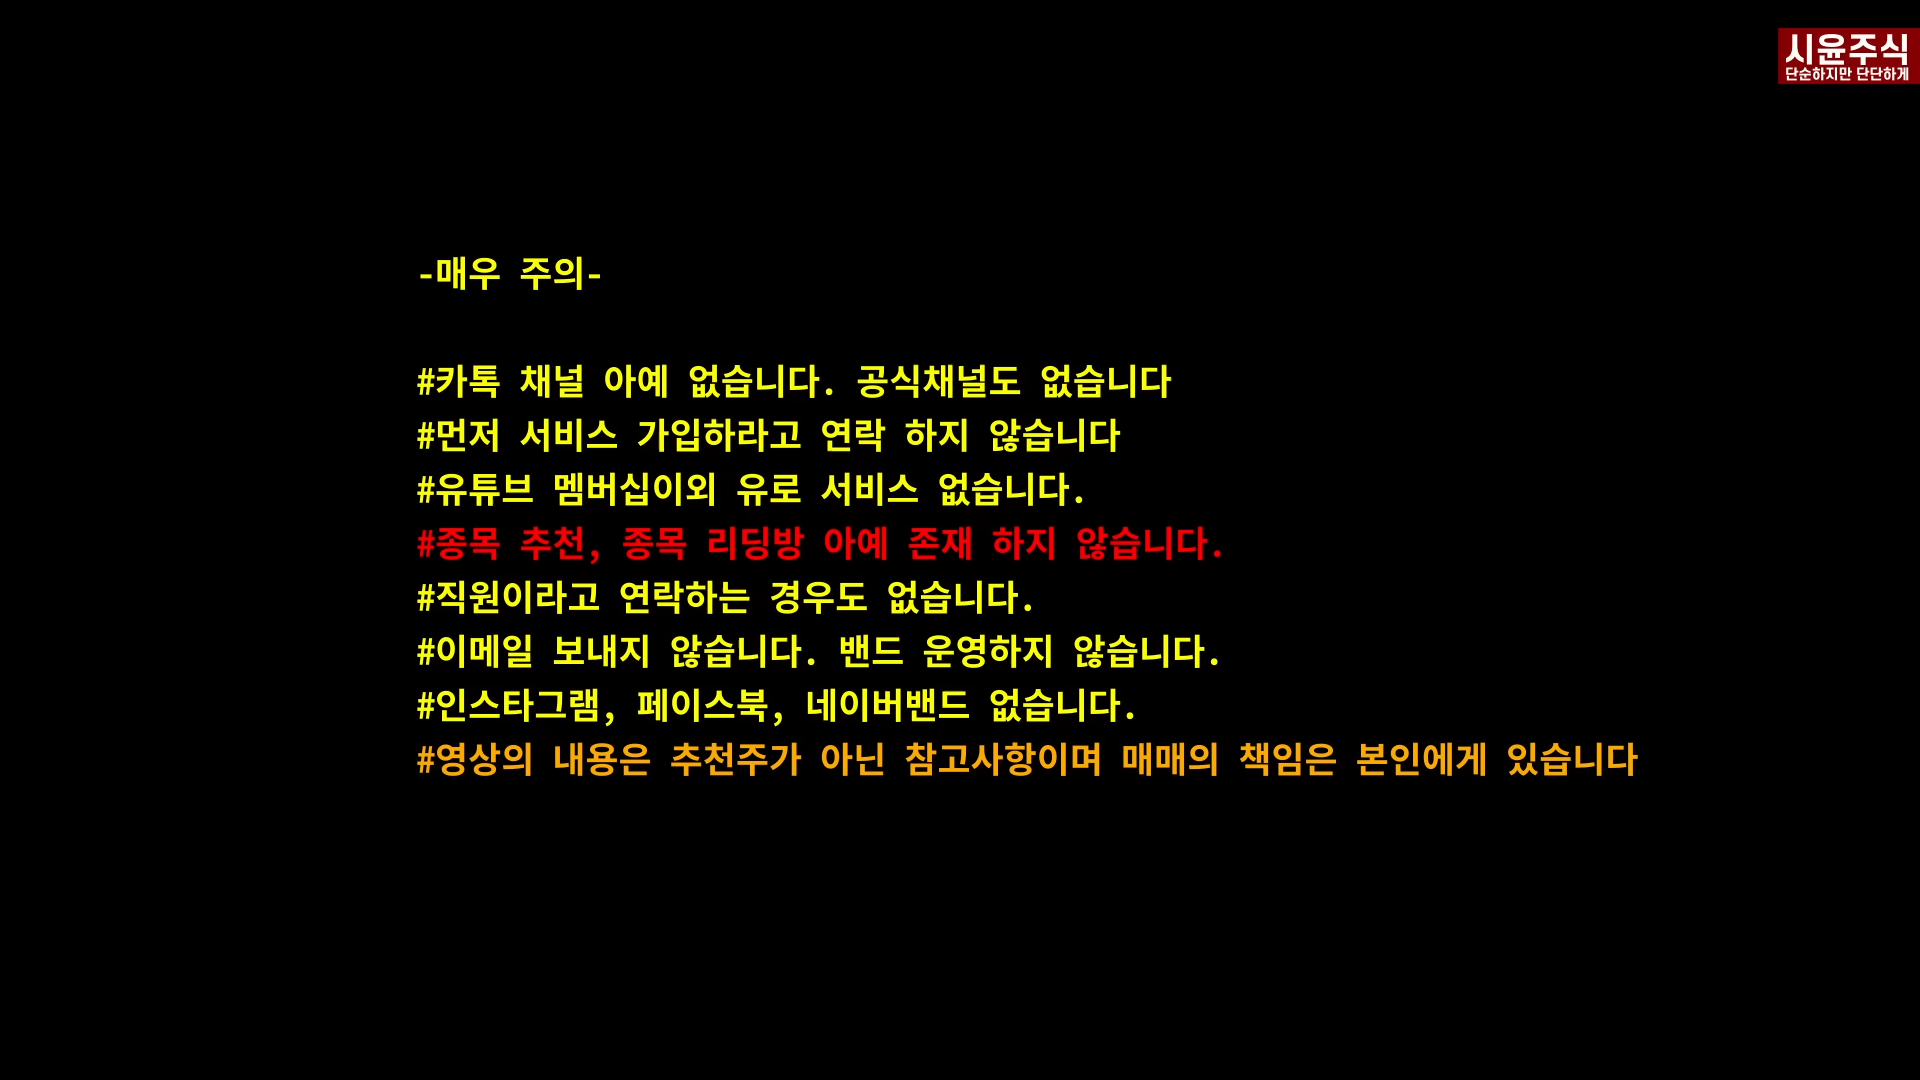 시윤주식
단순하지만 단단하게
-매우 주의-
#카톡 채널 아예 없습니다. 공식채널도 없습니다
#먼저 서비스 가입하라고 연락 하지 않습니다
#유튜브 멤버십이외 유로 서비스 없습니다.
#종목 추천, 종목 리딩방 아예 존재 하지 않습니다.
#직원이라고 연락하는 경우도 없습니다.
#이메일 보내지 않습니다. 밴드 운영하지 않습니다.
#인스타그램, 페이스북, 네이버밴드 없습니다.
#영상의 내용은 추천주가 아닌 참고사항이며 매매의 책임은 본인에게 있습니다